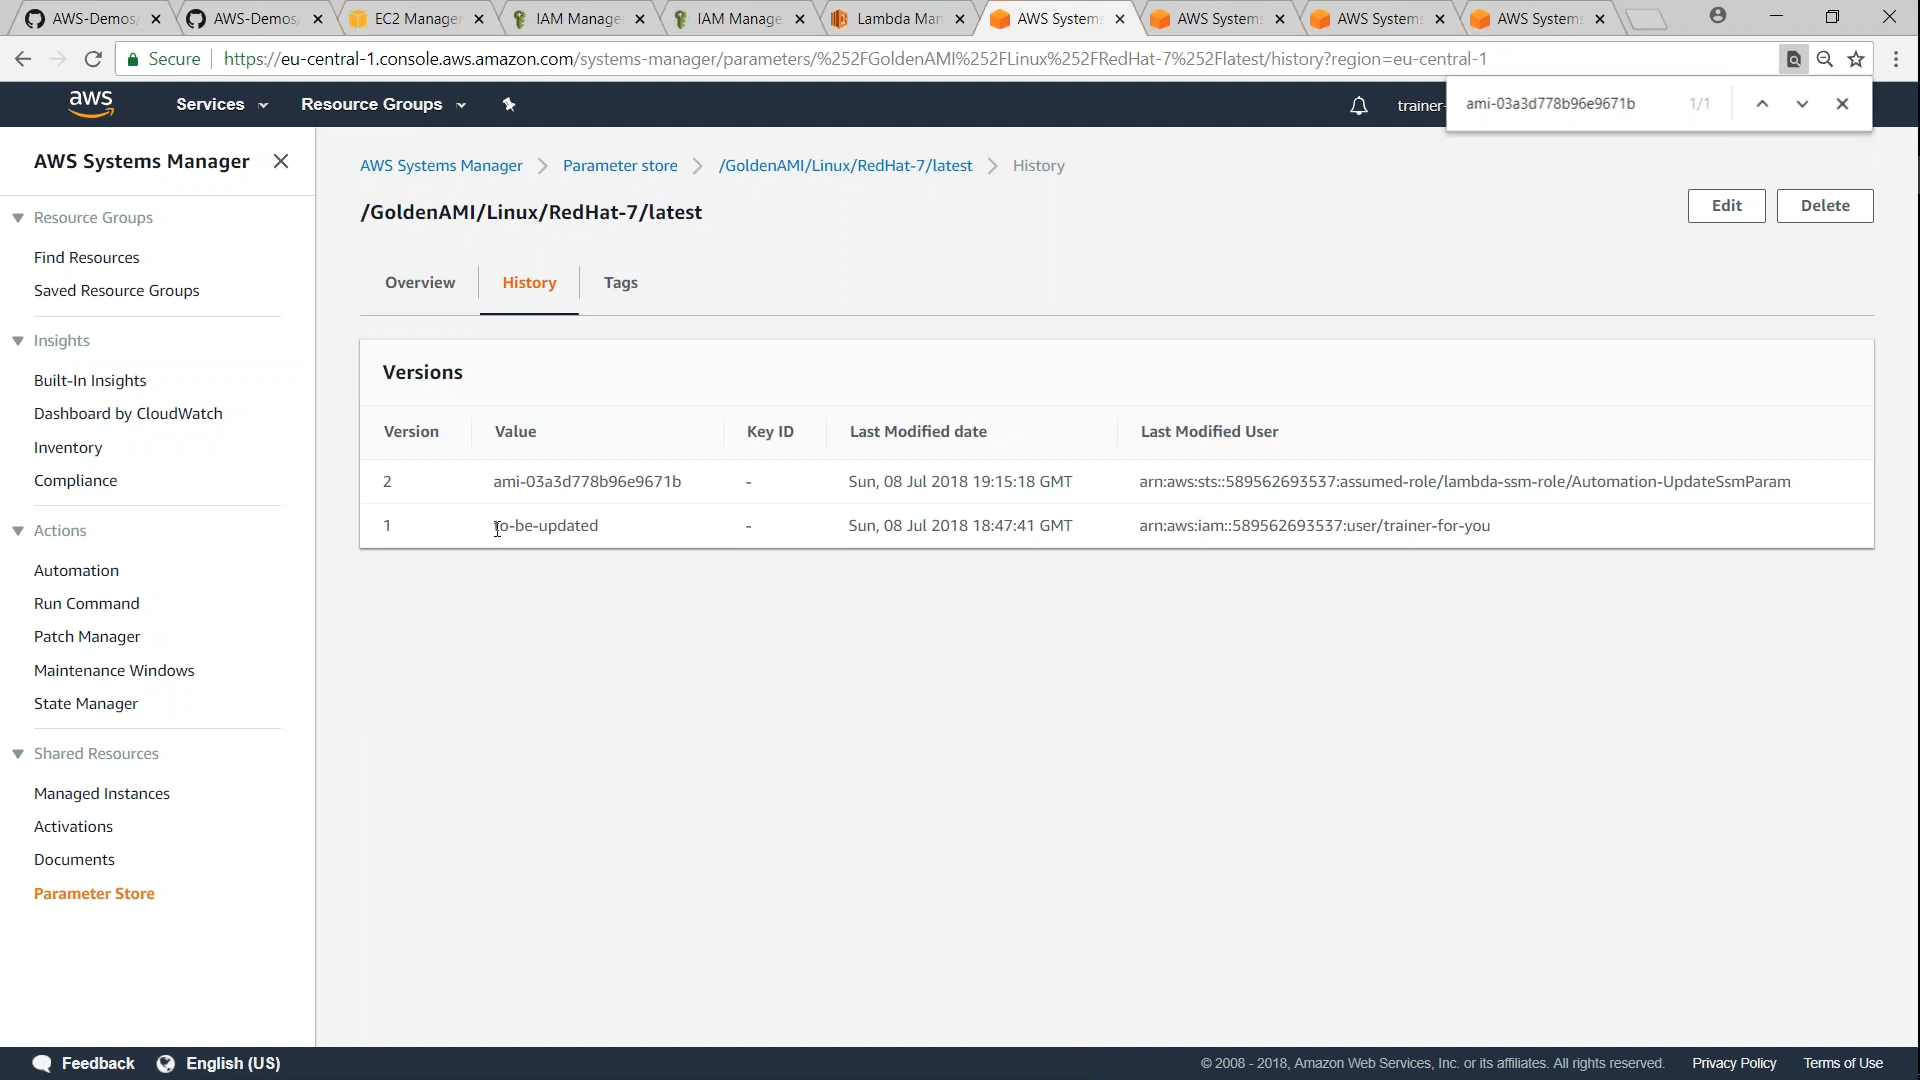 AWS-Demos
AWS-Demos
EC2 Manager
IAM Manage
IAM Manage
Lambda Man
AWS Systems
AWS Systems
AWS Systems
AWS Systems
Secure
https://eu-central-1.console.aws.amazon.com/systems-manager/parameters/%252FGoldenAMI%252FLinux%252FRedHat-7%252Flatest/history?region=eu-central-1
aws
Services
Resource Groups
trainer-
ami-03a3d778b96e9671b
1/1
AWS Systems Manager
Resource Groups
Find Resources
Saved Resource Groups
Insights
Built-In Insights
Dashboard by CloudWatch
Inventory
Compliance
Actions
Automation
Run Command
Patch Manager
Maintenance Windows
State Manager
Shared Resources
Managed Instances
Activations
Documents
Parameter Store
AWS Systems Manager > Parameter store > /GoldenAMI/Linux/RedHat-7/latest > History
/GoldenAMI/Linux/RedHat-7/latest
Edit
Delete
Overview
History
Tags
Versions
Version Value Key ID Last Modified date Last Modified User
2 ami-03a3d778b96e9671b - Sun, 08 Jul 2018 19:15:18 GMT arn:aws:sts::589562693537:assumed-role/lambda-ssm-role/Automation-UpdateSsmParam
1 to-be-updated - Sun, 08 Jul 2018 18:47:41 GMT arn:aws:iam::589562693537:user/trainer-for-you
Feedback
English (US)
© 2008 - 2018, Amazon Web Services, Inc. or its affiliates. All rights reserved.
Privacy Policy
Terms of Use